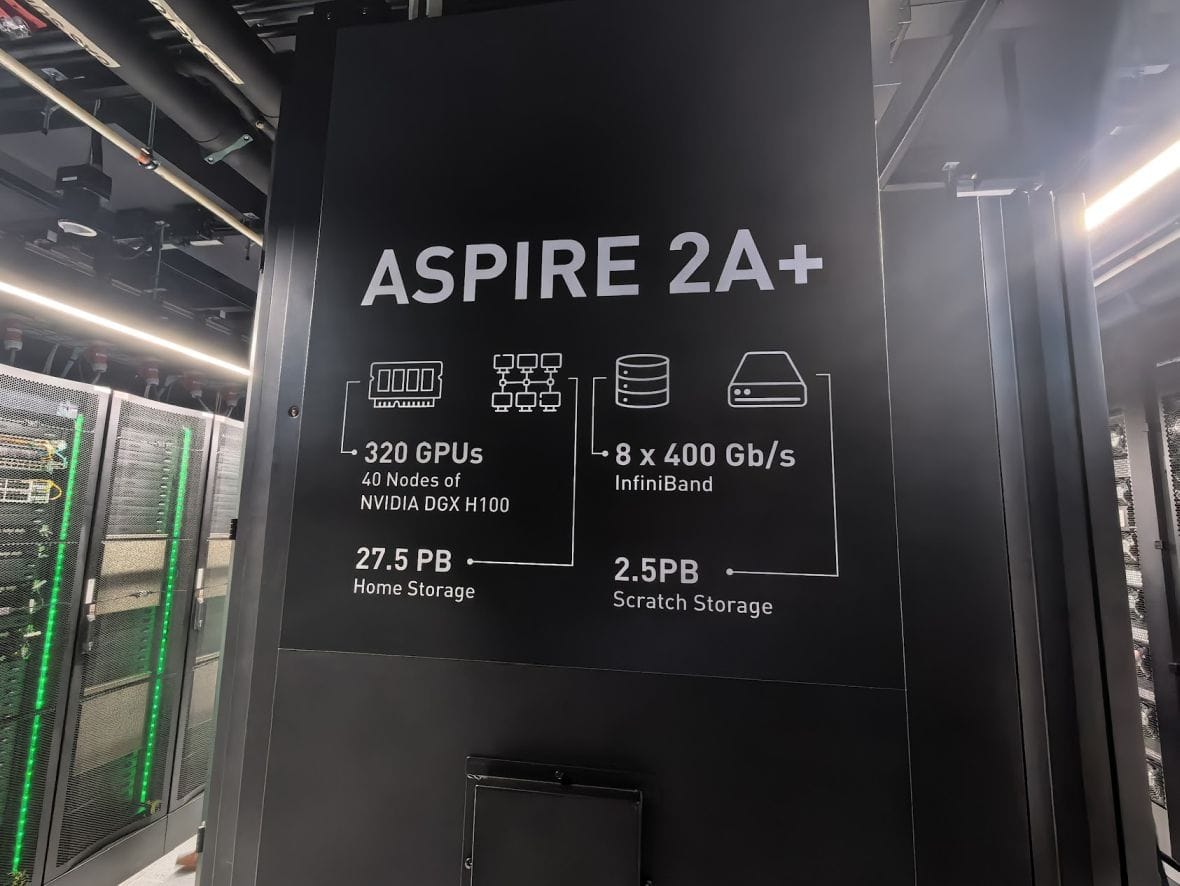 ASPIRE 2A+
320 GPUs
40 Nodes of
NVIDIA DGX H100
8 x 400 Gb/s
InfiniBand
27.5 PB
Home Storage
2.5PB
Scratch Storage